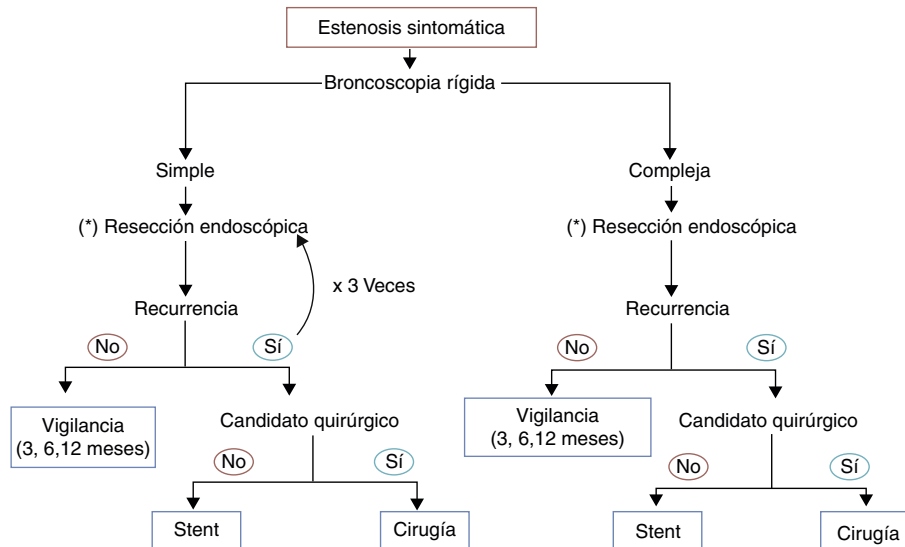 Estenosis sintomática
Broncoscopia rígida
Simple
(*) Resección endoscópica
x 3 Veces
Recurrencia
No
Sí
Vigilancia
(3, 6,12 meses)
Candidato quirúrgico
No
Sí
Stent
Cirugía
Compleja
(*) Resección endoscópica
Recurrencia
No
Sí
Vigilancia
(3, 6,12 meses)
Candidato quirúrgico
No
Sí
Stent
Cirugía